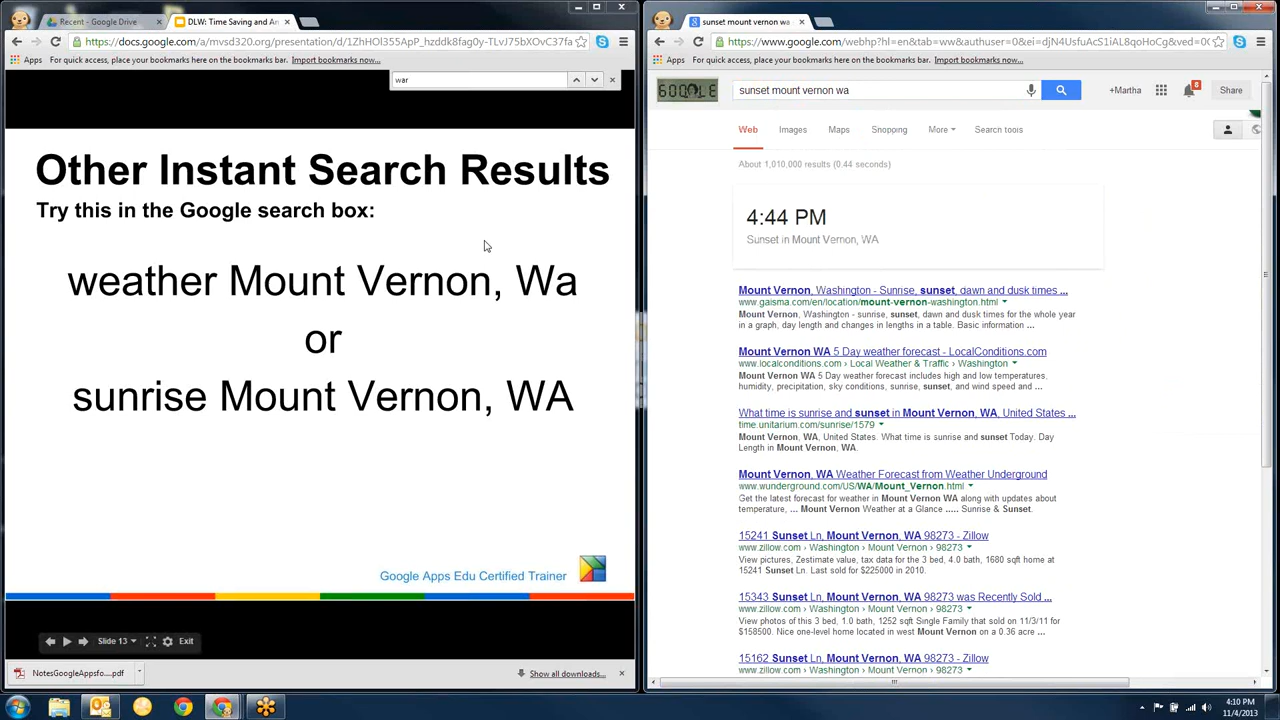 Recent - Google Drive
DLW: Time Saving and An
https://docs.google.com/a/mvsd320.org/presentation/d/1ZhHOl355ApP_hzddk8fag0y-TLvJ75bXOvC37fa
Apps For quick access, place your bookmarks here on the bookmarks bar. Import bookmarks now...
war
Other Instant Search Results
Try this in the Google search box:
weather Mount Vernon, Wa
or
sunrise Mount Vernon, WA
Google Apps Edu Certified Trainer
Slide 13
Exit
NotesGoogleAppsfo....pdf
Show all downloads...
sunset mount vernon wa
https://www.google.com/webhp?hl=en&tab=ww&authuser=0&ei=djN4UsfuAcS1iAL8qoHoCg&ved=0C
Apps For quick access, place your bookmarks here on the bookmarks bar. Import bookmarks now...
GOOGLE
sunset mount vernon wa
+Martha
8
Share
Web Images Maps Shopping More Search tools
About 1,010,000 results (0.44 seconds)
4:44 PM
Sunset in Mount Vernon, WA
Mount Vernon, Washington - Sunrise, sunset, dawn and dusk times ...
www.gaisma.com/en/location/mount-vernon-washington.html
Mount Vernon, Washington - sunrise, sunset, dawn and dusk times for the whole year
in a graph, day length and changes in lengths in a table. Basic information ...
Mount Vernon WA 5 Day weather forecast - LocalConditions.com
www.localconditions.com › Local Weather & Traffic › Washington
Mount Vernon WA 5 Day weather forecast includes high and low temperatures,
humidity, precipitation, sky conditions, sunrise, sunset, and wind speed and ...
What time is sunrise and sunset in Mount Vernon, WA, United States ...
time.unitarium.com/sunrise/1579
Mount Vernon, WA, United States. What time is sunrise and sunset Today. Day
Length in Mount Vernon, WA.
Mount Vernon, WA Weather Forecast from Weather Underground
www.wunderground.com/US/WA/Mount_Vernon.html
Get the latest forecast for weather in Mount Vernon WA along with updates about
temperature, ... Mount Vernon Weather at a Glance ..... Sunrise & Sunset.
15241 Sunset Ln, Mount Vernon, WA 98273 - Zillow
www.zillow.com › Washington › Mount Vernon › 98273
View pictures, Zestimate value, tax data for the 3 bed, 4.0 bath, 1680 sqft home at
15241 Sunset Ln. Last sold for $225000 in 2010.
15343 Sunset Ln, Mount Vernon, WA 98273 was Recently Sold ...
www.zillow.com › Washington › Mount Vernon › 98273
View photos of this 3 bed, 1.0 bath, 1252 sqft Single Family that sold on 11/3/11 for
$158500. Nice one-level home located in west Mount Vernon on a 0.36 acre ...
15162 Sunset Ln, Mount Vernon, WA 98273 - Zillow
www.zillow.com › Washington › Mount Vernon › 98273
4:10 PM
11/4/2013